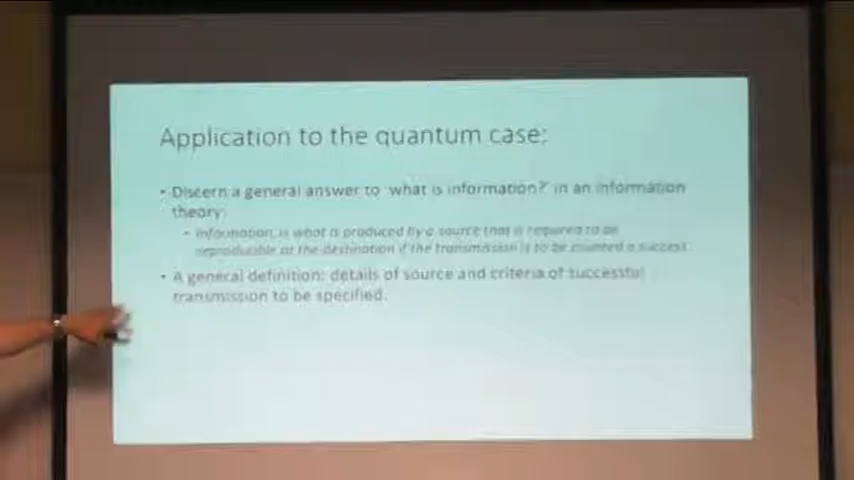 Application to the quantum case:
• Discern a general answer to 'what is information?' in an information
theory:
• Information is what is produced by a source that is required to be
reproducible at the destination if the transmission is to be counted a success
• A general definition: details of source and criteria of successful
transmission to be specified.